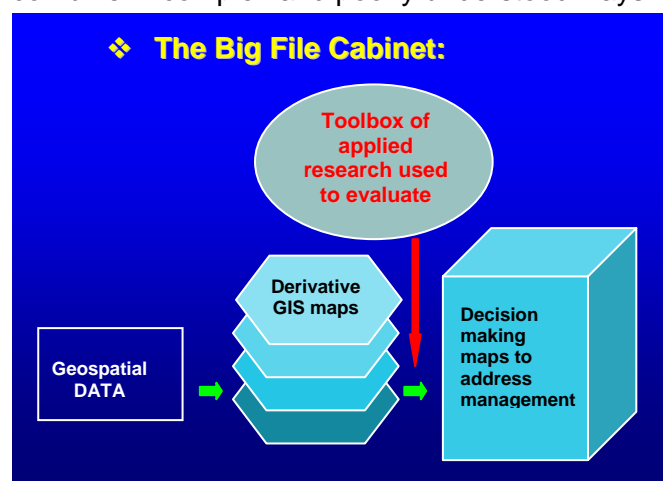 ❖ The Big File Cabinet:
Toolbox of
applied
research used
to evaluate
Derivative
GIS maps
Geospatial
DATA
Decision
making
maps to
address
management